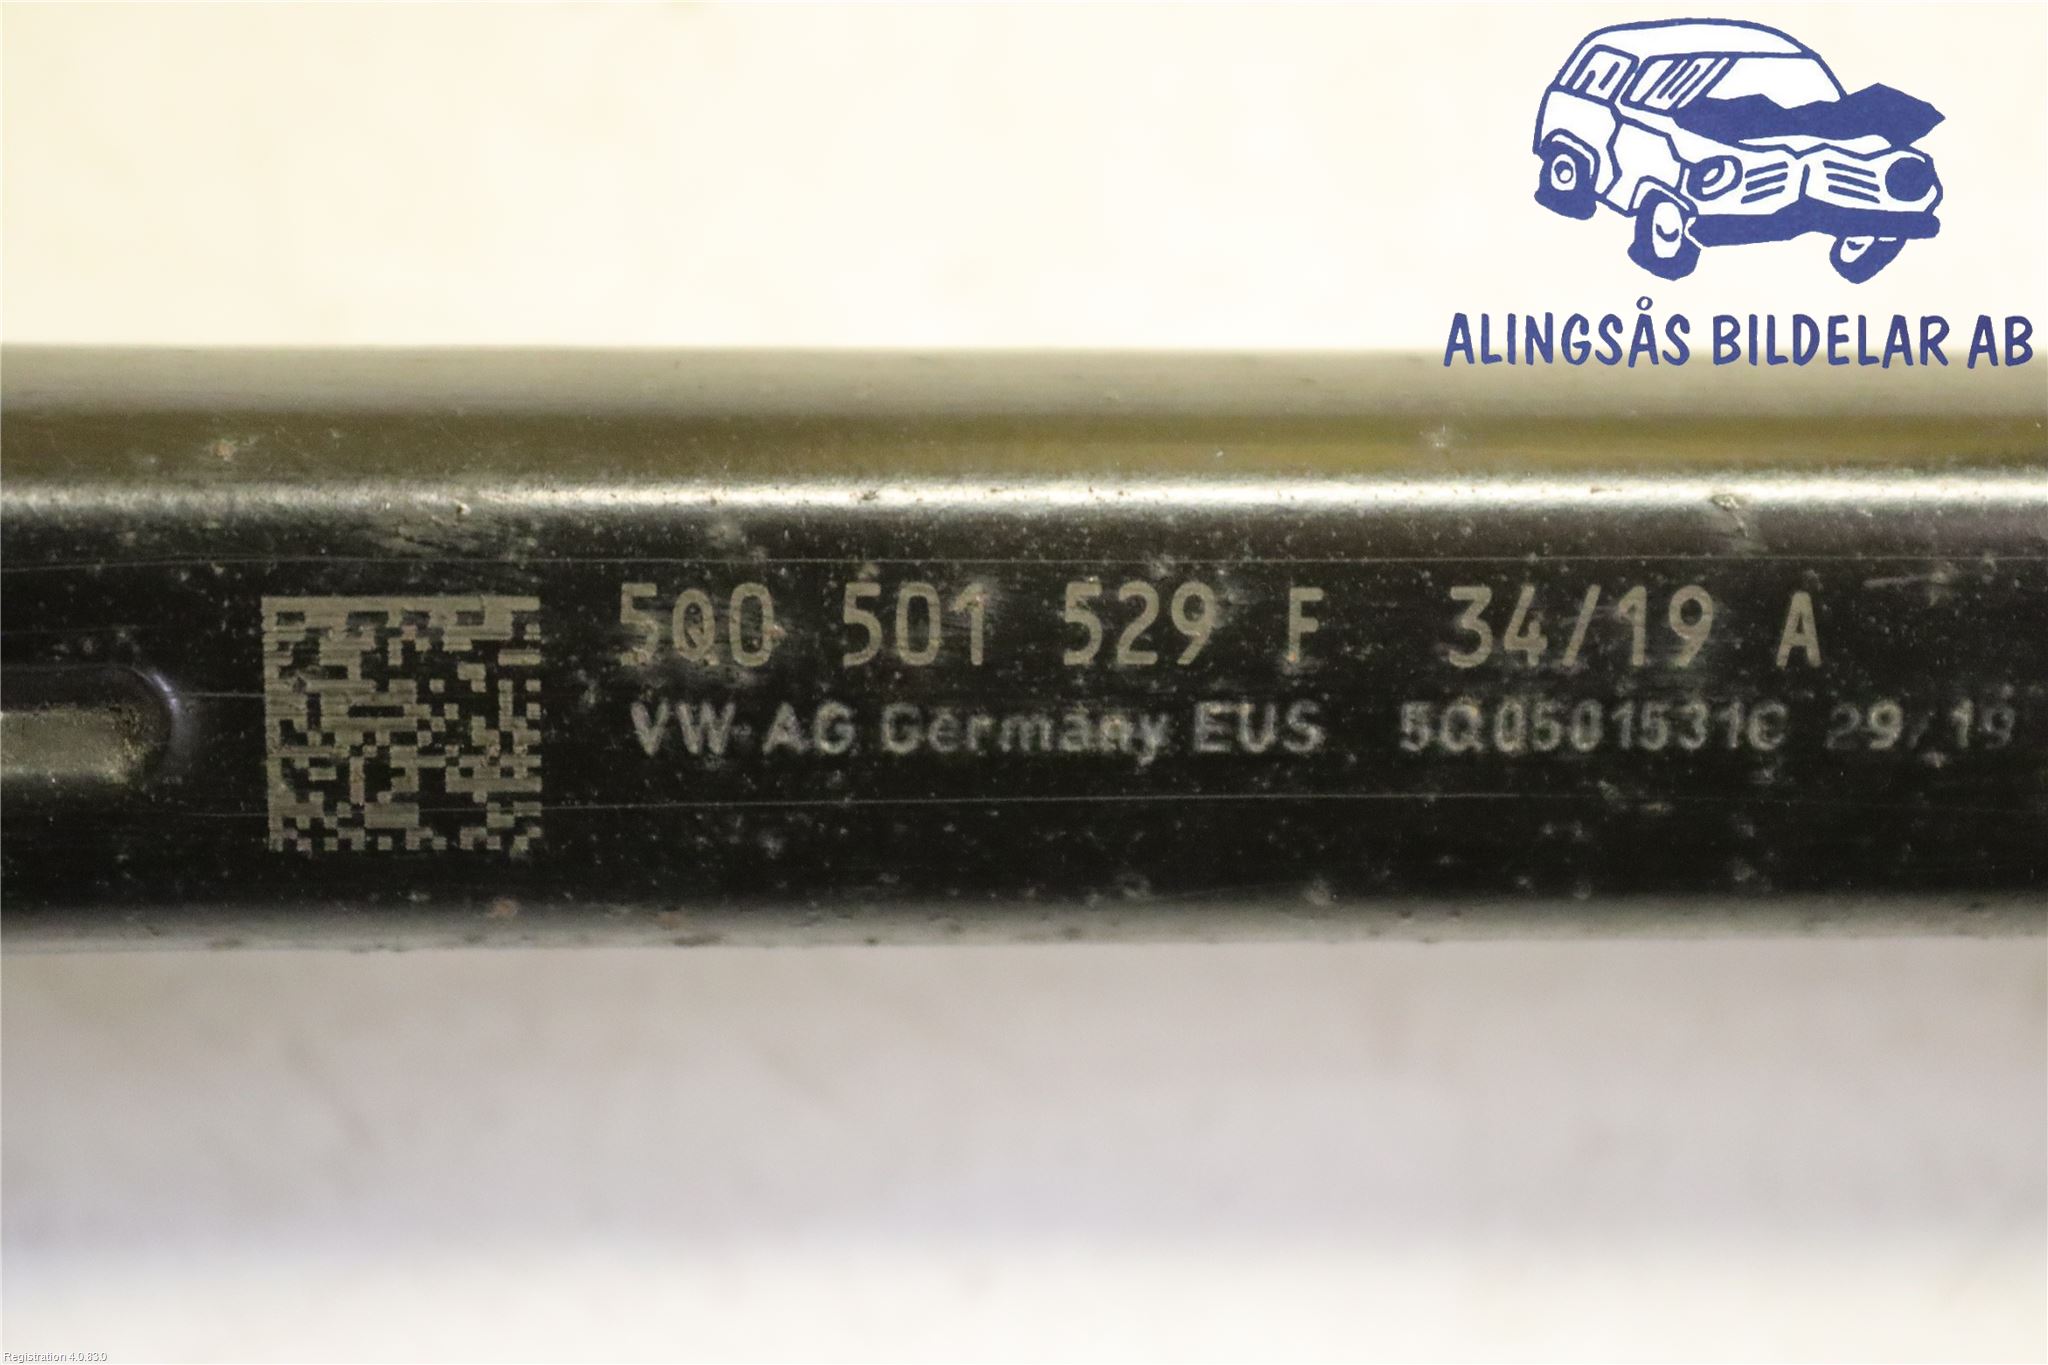 ALINGSÅS BILDELAR AB
5Q0 501 529 F 34/19 A
VW-AG Germany EUS 5Q0501531C 29/19
Registration 4.0.83.0